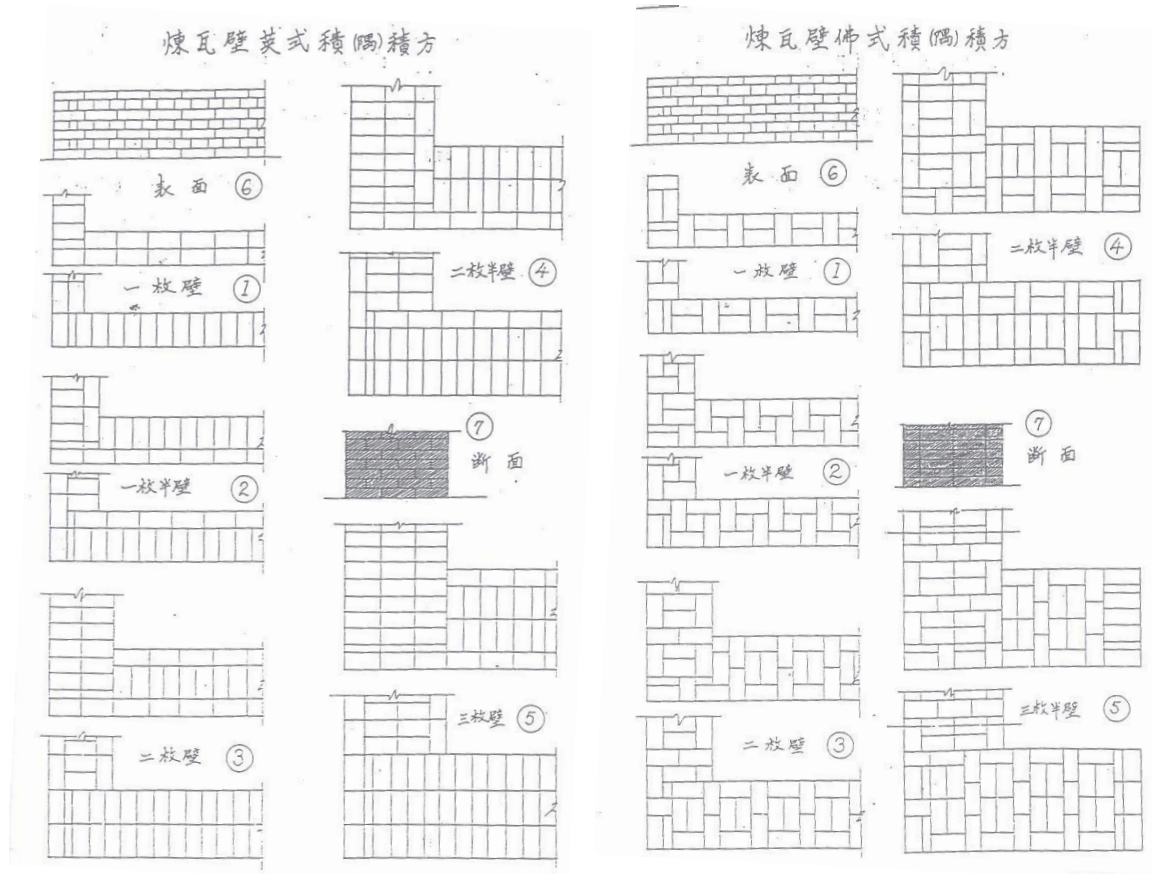 煉瓦壁英式積(隅)積方
表面 ⑥
一枚壁 ①
一枚半壁 ②
二枚壁 ③
二枚半壁 ④
⑦
断面
三枚壁 ⑤
煉瓦壁佛式積(隅)積方
表面 ⑥
一枚壁 ①
一枚半壁 ②
二枚壁 ③
二枚半壁 ④
⑦
断面
三枚半壁 ⑤